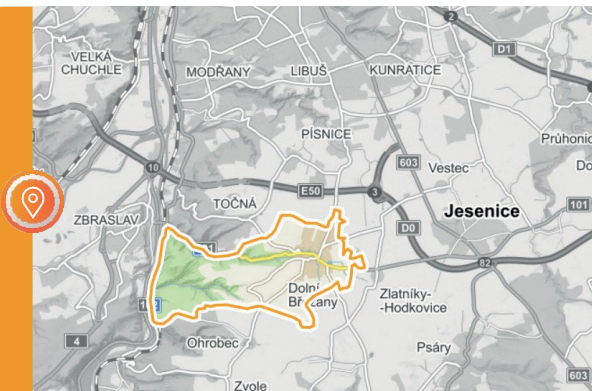 2
D1
VELKÁ
CHUCHLE
MODŘANY
LIBUŠ
KUNRATICE
PÍSNICE
Průhonic
10
603
Vestec
Do
E50
3
TOČNÁ
Jesenice
101
ZBRASLAV
D0
82
Dolní
Břežany
Zlatníky-
-Hodkovice
4
Ohrobec
Psáry
603
Zvole